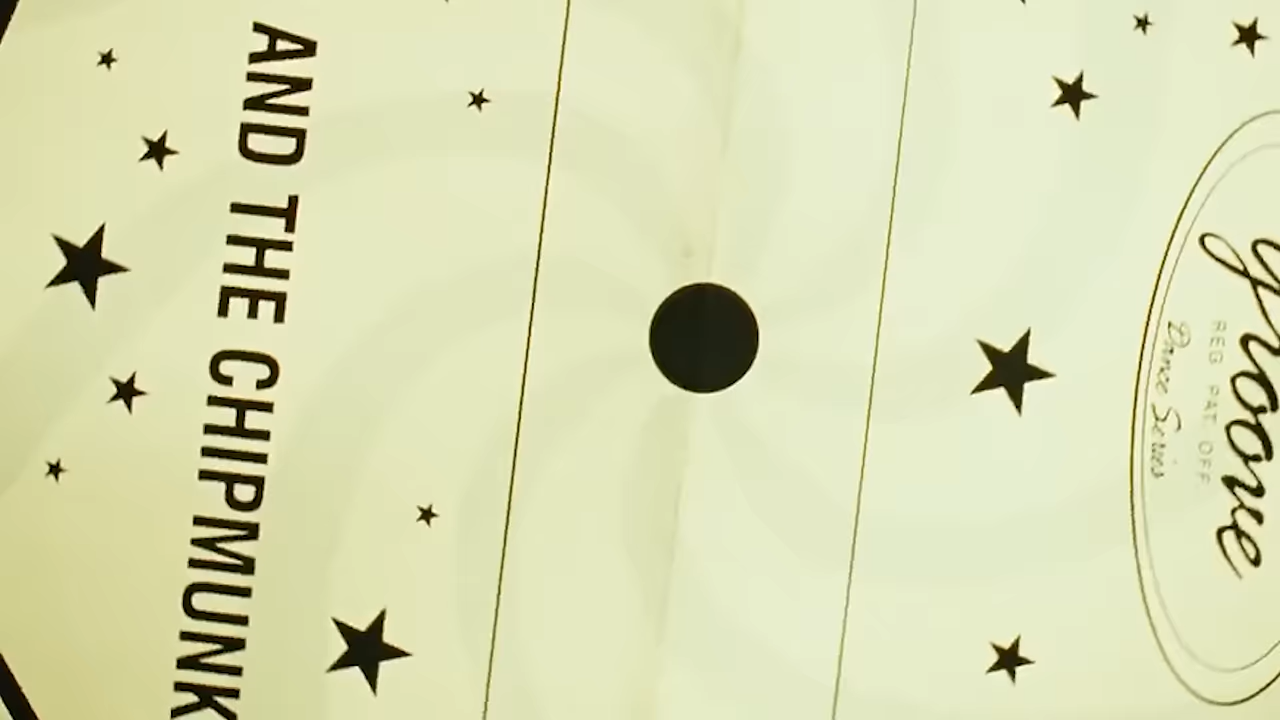 groove
REG PAT. OFF.
Dance Series
AND THE CHIPMUNK